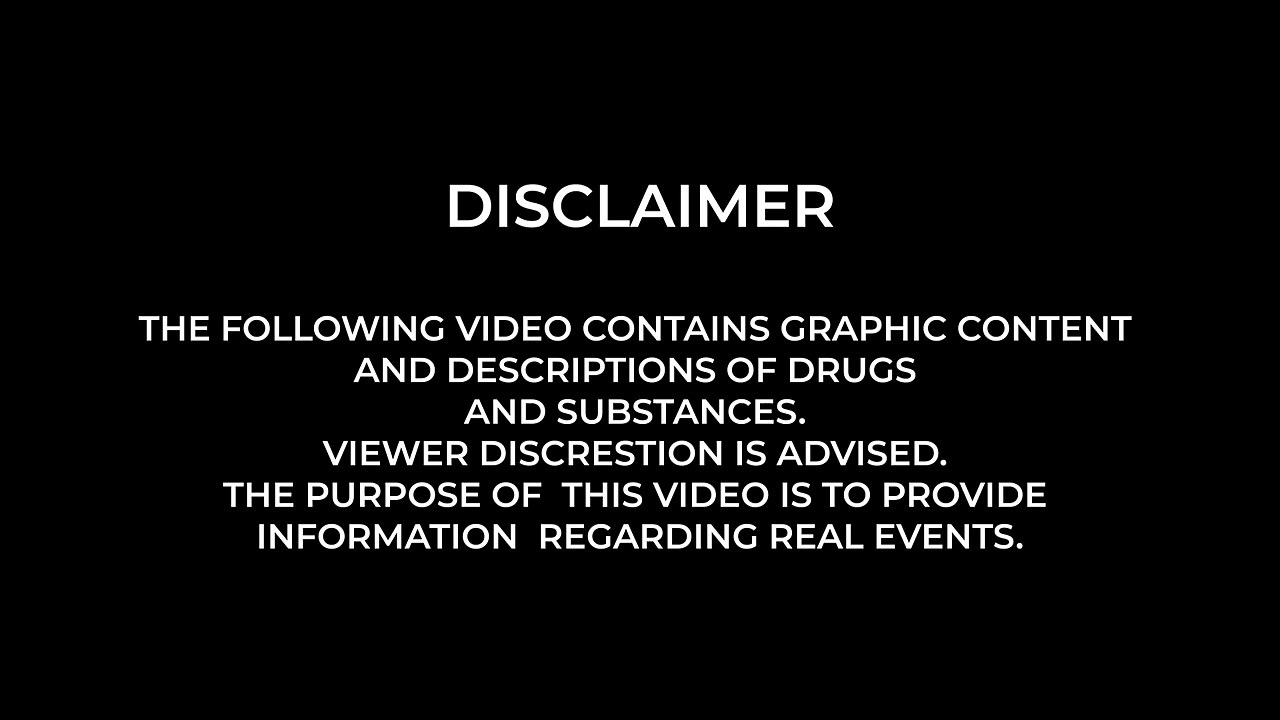 DISCLAIMER
THE FOLLOWING VIDEO CONTAINS GRAPHIC CONTENT
AND DESCRIPTIONS OF DRUGS
AND SUBSTANCES.
VIEWER DISCRESTION IS ADVISED.
THE PURPOSE OF  THIS VIDEO IS TO PROVIDE
INFORMATION  REGARDING REAL EVENTS.